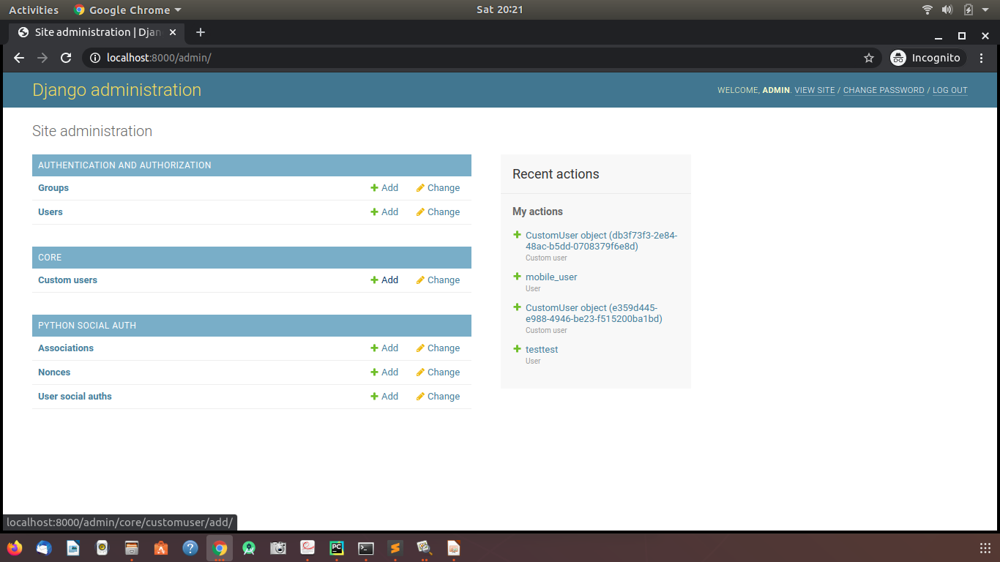 Activities
Google Chrome
Sat 20:21
Site administration | Djan
localhost:8000/admin/
Incognito
Django administration
WELCOME, ADMIN. VIEW SITE / CHANGE PASSWORD / LOG OUT
Site administration
AUTHENTICATION AND AUTHORIZATION
Groups Add Change
Users Add Change
CORE
Custom users Add Change
PYTHON SOCIAL AUTH
Associations Add Change
Nonces Add Change
User social auths Add Change
Recent actions
My actions
CustomUser object (db3f73f3-2e84-
48ac-b5dd-0708379f6e8d)
Custom user
mobile_user
User
CustomUser object (e359d445-
e988-4946-be23-f515200ba1bd)
Custom user
testtest
User
localhost:8000/admin/core/customuser/add/
PC